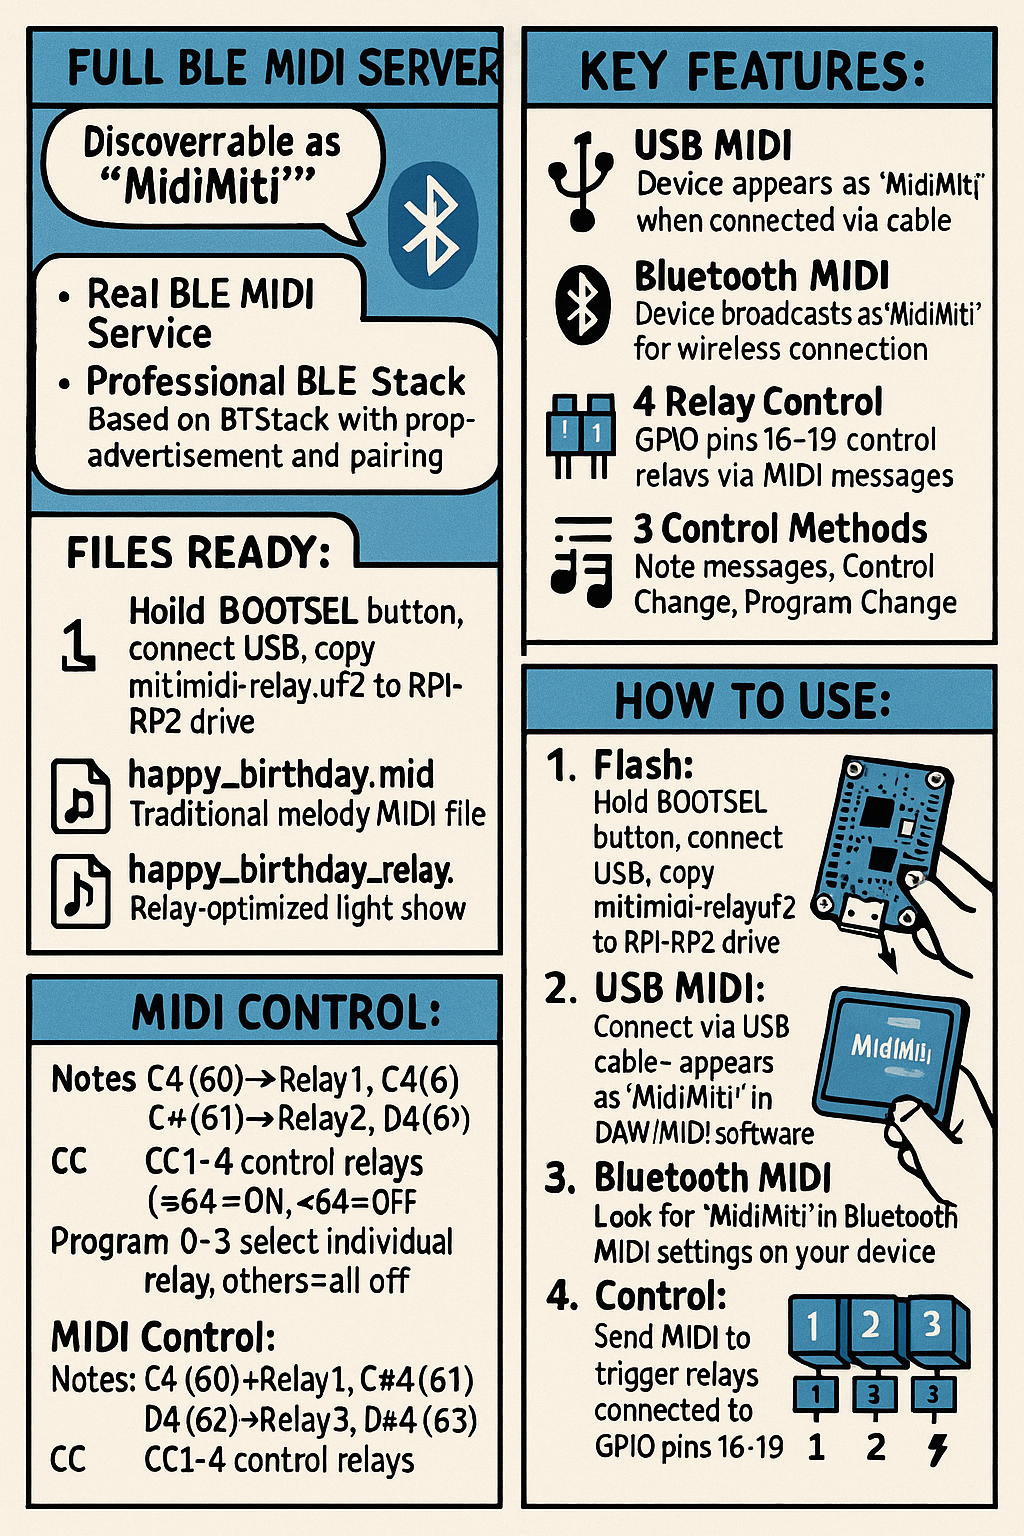 FULL BLE MIDI SERVER
Discoverrable as
“MidiMiti”’
• Real BLE MIDI
Service
• Professional BLE Stack
Based on BTStack with prop-
advertisement and pairing
FILES READY:
1
Hoild BOOTSEL button,
connect USB, copy
mitimidi-relay.uf2 to RPI-
RP2 drive
happy_birthday.mid
Traditional melody MIDI file
happy_birthday_relay.
Relay-optimized light show
MIDI CONTROL:
Notes C4 (60)→Relay1, C4(6)
C#(61)→Relay2, D4(6))
CC CC1-4 control relays
(=64=ON,<64=OFF
Program 0-3 select individual
relay, others=all off
MIDI Control:
Notes: C4 (60)+Relay1, C#4(61)
D4(62)→Relay3, D#4(63)
CC CC1-4 control relays
KEY FEATURES:
USB MIDI
Device appears as ‘MidiMIti”
when connected via cable
Bluetooth MIDI
Device broadcasts as‘MidiMiti’
for wireless connection
! 1
4 Relay Control
GPIO pins 16–19 control
relavs via MIDI messages
3 Control Methods
Note messages, Control
Change, Program Change
HOW TO USE:
1. Flash:
Hold BOOTSEL
button, connect
USB, copy
mitimiai-relayuf2
to RPI-RP2 drive
2. USB MIDI:
Connect via USB
cable– appears
as ‘MidiMiti’ in
DAW/MID! software
MidIMIti
3. Bluetooth MIDI
Look for ‘MidiMiti’in Bluetooth
MIDI settings on your device
4. Control:
Send MIDI to
trigger relays
connected to
GPIO pins 16-19
1 2 3
1 3 3
1 2